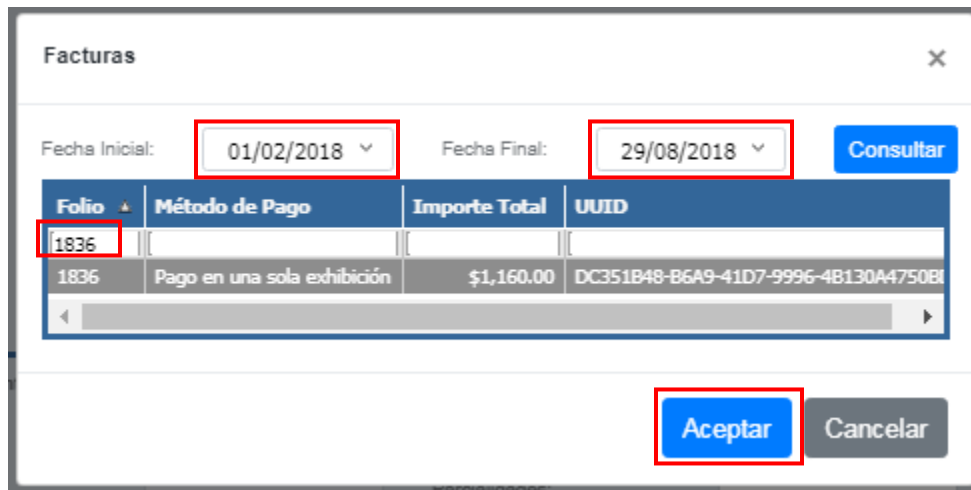 Facturas ×
Fecha Inicial: 01/02/2018 Fecha Final: 29/08/2018 Consultar
Folio Método de Pago Importe Total UUID
1836
1836 Pago en una sola exhibición $1,160.00 DC351B48-B6A9-41D7-9996-4B130A4750B
Aceptar Cancelar